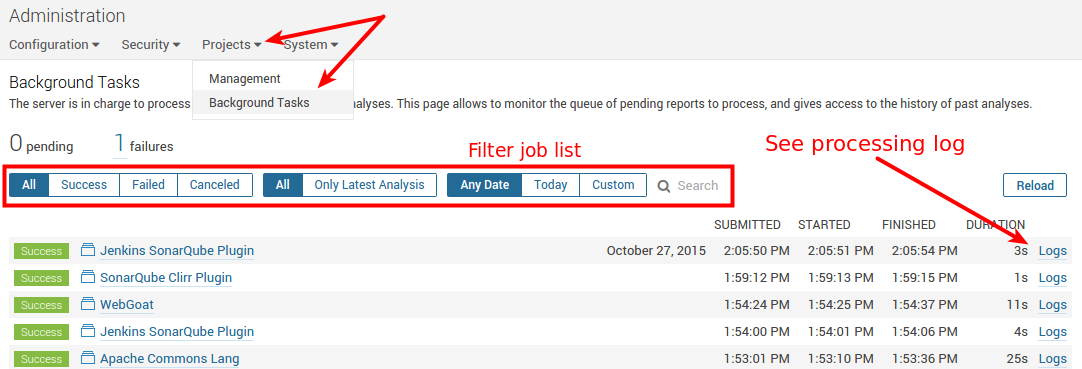 Administration
Configuration Security Projects System
Management
Background Tasks
Background Tasks
The server is in charge to process alyses. This page allows to monitor the queue of pending reports to process, and gives access to the history of past analyses.
0 pending 1 failures
Filter job list
See processing log
All Success Failed Canceled All Only Latest Analysis Any Date Today Custom Search Reload
SUBMITTED STARTED FINISHED DURATION
Success Jenkins SonarQube Plugin October 27, 2015 2:05:50 PM 2:05:51 PM 2:05:54 PM 3s Logs
Success SonarQube Clirr Plugin 1:59:12 PM 1:59:13 PM 1:59:15 PM 1s Logs
Success WebGoat 1:54:24 PM 1:54:25 PM 1:54:37 PM 11s Logs
Success Jenkins SonarQube Plugin 1:54:00 PM 1:54:01 PM 1:54:06 PM 4s Logs
Success Apache Commons Lang 1:53:01 PM 1:53:10 PM 1:53:36 PM 25s Logs